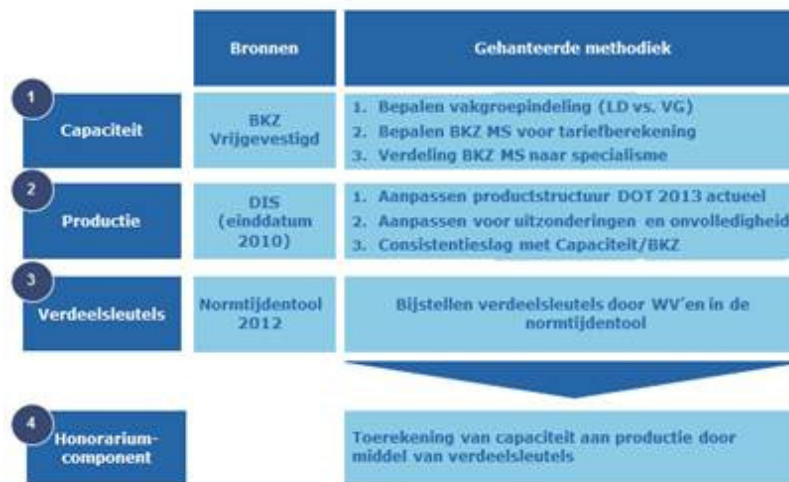 Bronnen
Gehanteerde methodiek
1
Capaciteit
BKZ
Vrijgevestigd
1. Bepalen vakgroepindeling (LD vs. VG)
2. Bepalen BKZ MS voor tariefberekening
3. Verdeling BKZ MS naar specialisme
2
Productie
DIS
(einddatum
2010)
1. Aanpassen productstructuur DOT 2013 actueel
2. Aanpassen voor uitzonderingen en onvolledigheid
3. Consistentieslag met Capaciteit/BKZ
3
Verdeelsleutels
Normtijdentool
2012
Bijstellen verdeelsleutels door WV'en in de
normtijdentool
4
Honorarium-
component
Toerekening van capaciteit aan productie door
middel van verdeelsleutels